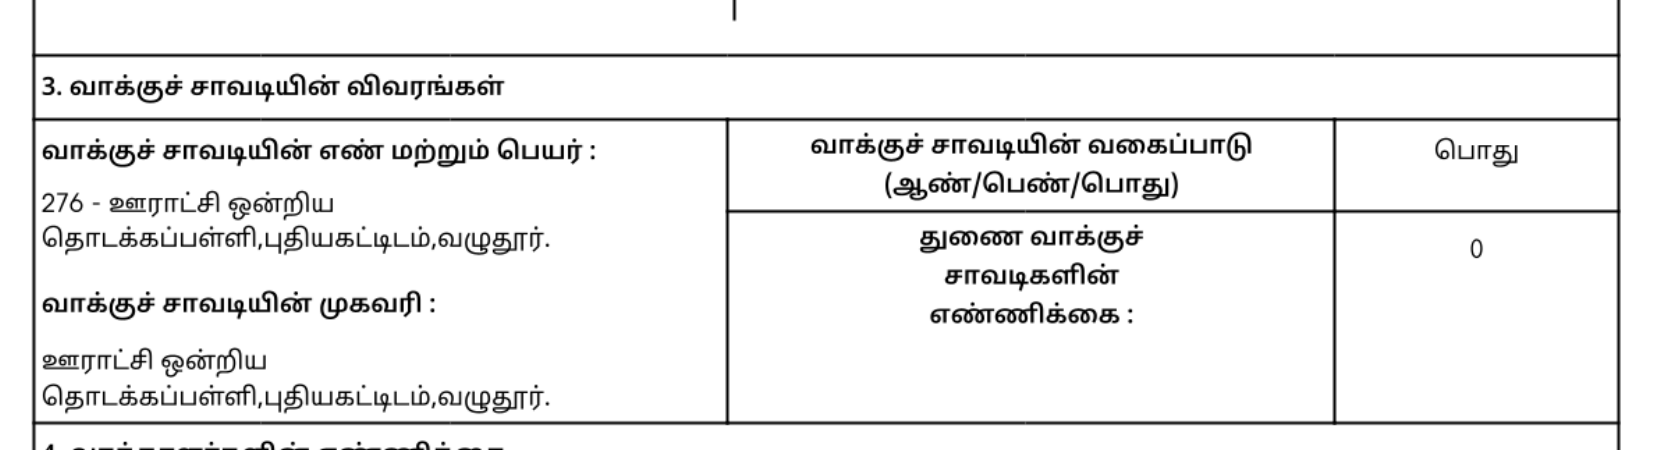 3. வாக்குச் சாவடியின் விவரங்கள்
வாக்குச் சாவடியின் எண் மற்றும் பெயர் :
276 - ஊராட்சி ஒன்றிய
தொடக்கப்பள்ளி,புதியகட்டிடம்,வழுதூர்.
வாக்குச் சாவடியின் முகவரி :
ஊராட்சி ஒன்றிய
தொடக்கப்பள்ளி,புதியகட்டிடம்,வழுதூர்.
வாக்குச் சாவடியின் வகைப்பாடு
(ஆண்/பெண்/பொது)
பொது
துணை வாக்குச்
சாவடிகளின்
எண்ணிக்கை :
0